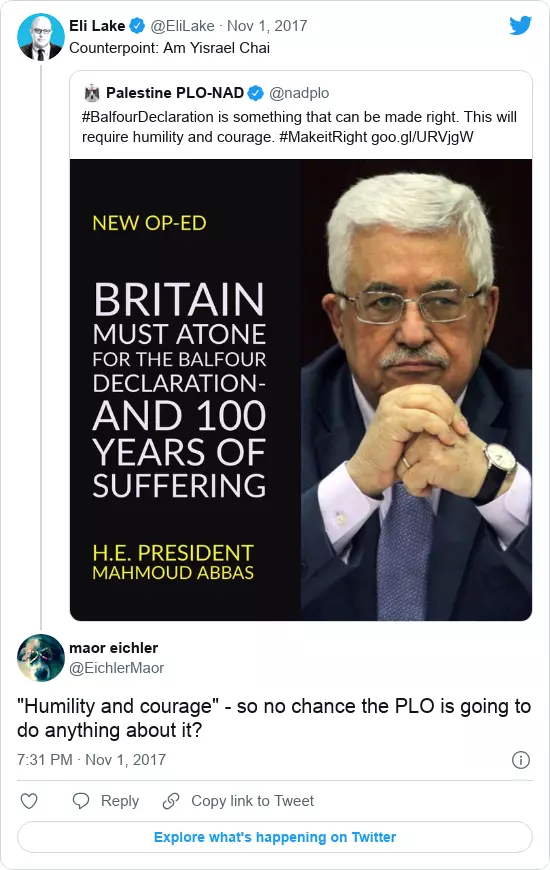 Eli Lake @EliLake · Nov 1, 2017
Counterpoint: Am Yisrael Chai
Palestine PLO-NAD @nadplo
#BalfourDeclaration is something that can be made right. This will
require humility and courage. #MakeitRight goo.gl/URVjgW
NEW OP-ED
BRITAIN
MUST ATONE
FOR THE BALFOUR
DECLARATION-
AND 100
YEARS OF
SUFFERING
H.E. PRESIDENT
MAHMOUD ABBAS
maor eichler
@EichlerMaor
"Humility and courage" - so no chance the PLO is going to
do anything about it?
7:31 PM · Nov 1, 2017
Reply Copy link to Tweet
Explore what's happening on Twitter